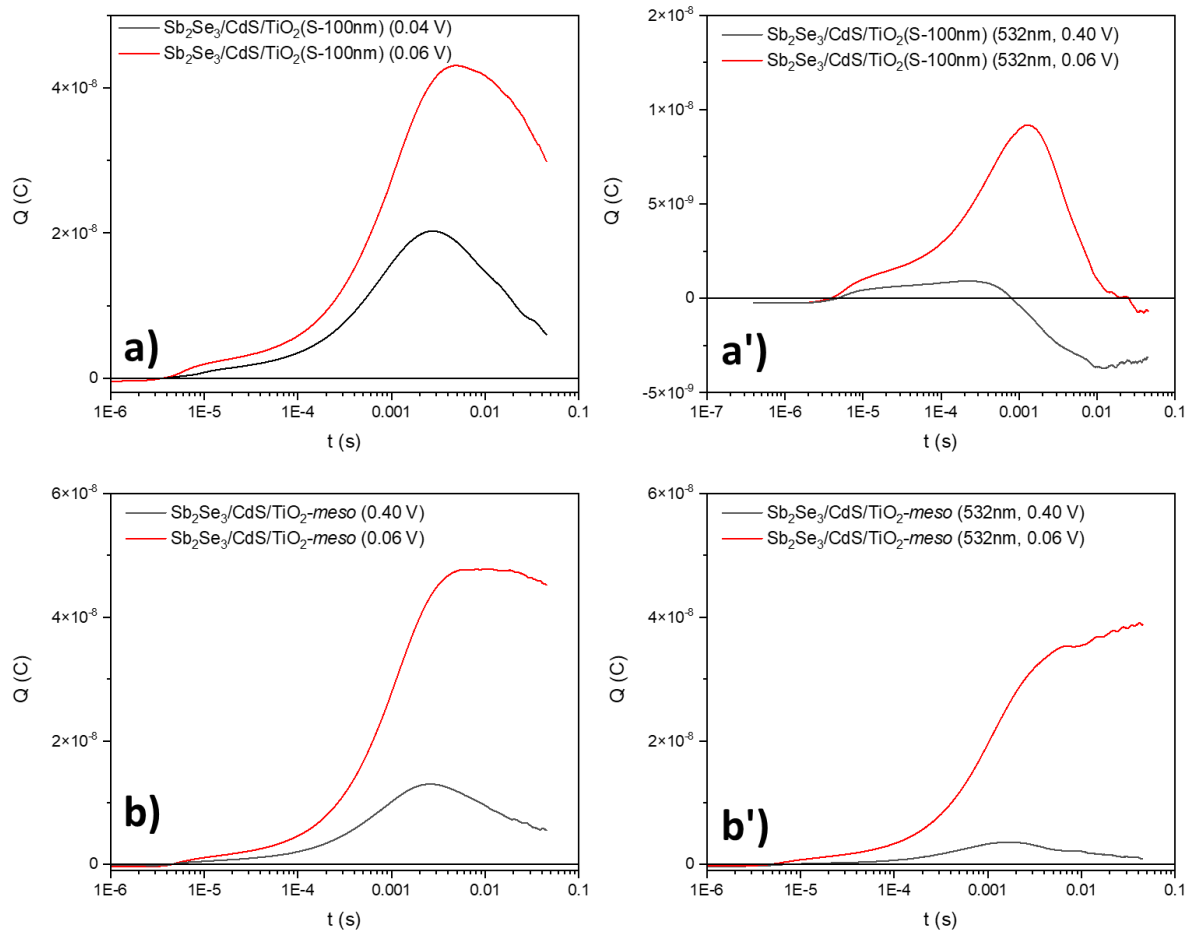 Sb₂Se₃/CdS/TiO₂(S-100nm) (0.04 V)
Sb₂Se₃/CdS/TiO₂(S-100nm) (0.06 V)
4×10⁻⁸
2×10⁻⁸
0
Q (C)
a)
1E-6 1E-5 1E-4 0.001 0.01 0.1
t (s)
Sb₂Se₃/CdS/TiO₂(S-100nm) (532nm, 0.40 V)
Sb₂Se₃/CdS/TiO₂(S-100nm) (532nm, 0.06 V)
2×10⁻⁸
1×10⁻⁸
5×10⁻⁹
0
-5×10⁻⁹
Q (C)
a')
1E-7 1E-6 1E-5 1E-4 0.001 0.01 0.1
t (s)
Sb₂Se₃/CdS/TiO₂-meso (0.40 V)
Sb₂Se₃/CdS/TiO₂-meso (0.06 V)
6×10⁻⁸
4×10⁻⁸
2×10⁻⁸
0
Q (C)
b)
1E-6 1E-5 1E-4 0.001 0.01 0.1
t (s)
Sb₂Se₃/CdS/TiO₂-meso (532nm, 0.40 V)
Sb₂Se₃/CdS/TiO₂-meso (532nm, 0.06 V)
6×10⁻⁸
4×10⁻⁸
2×10⁻⁸
0
Q (C)
b')
1E-6 1E-5 1E-4 0.001 0.01 0.1
t (s)